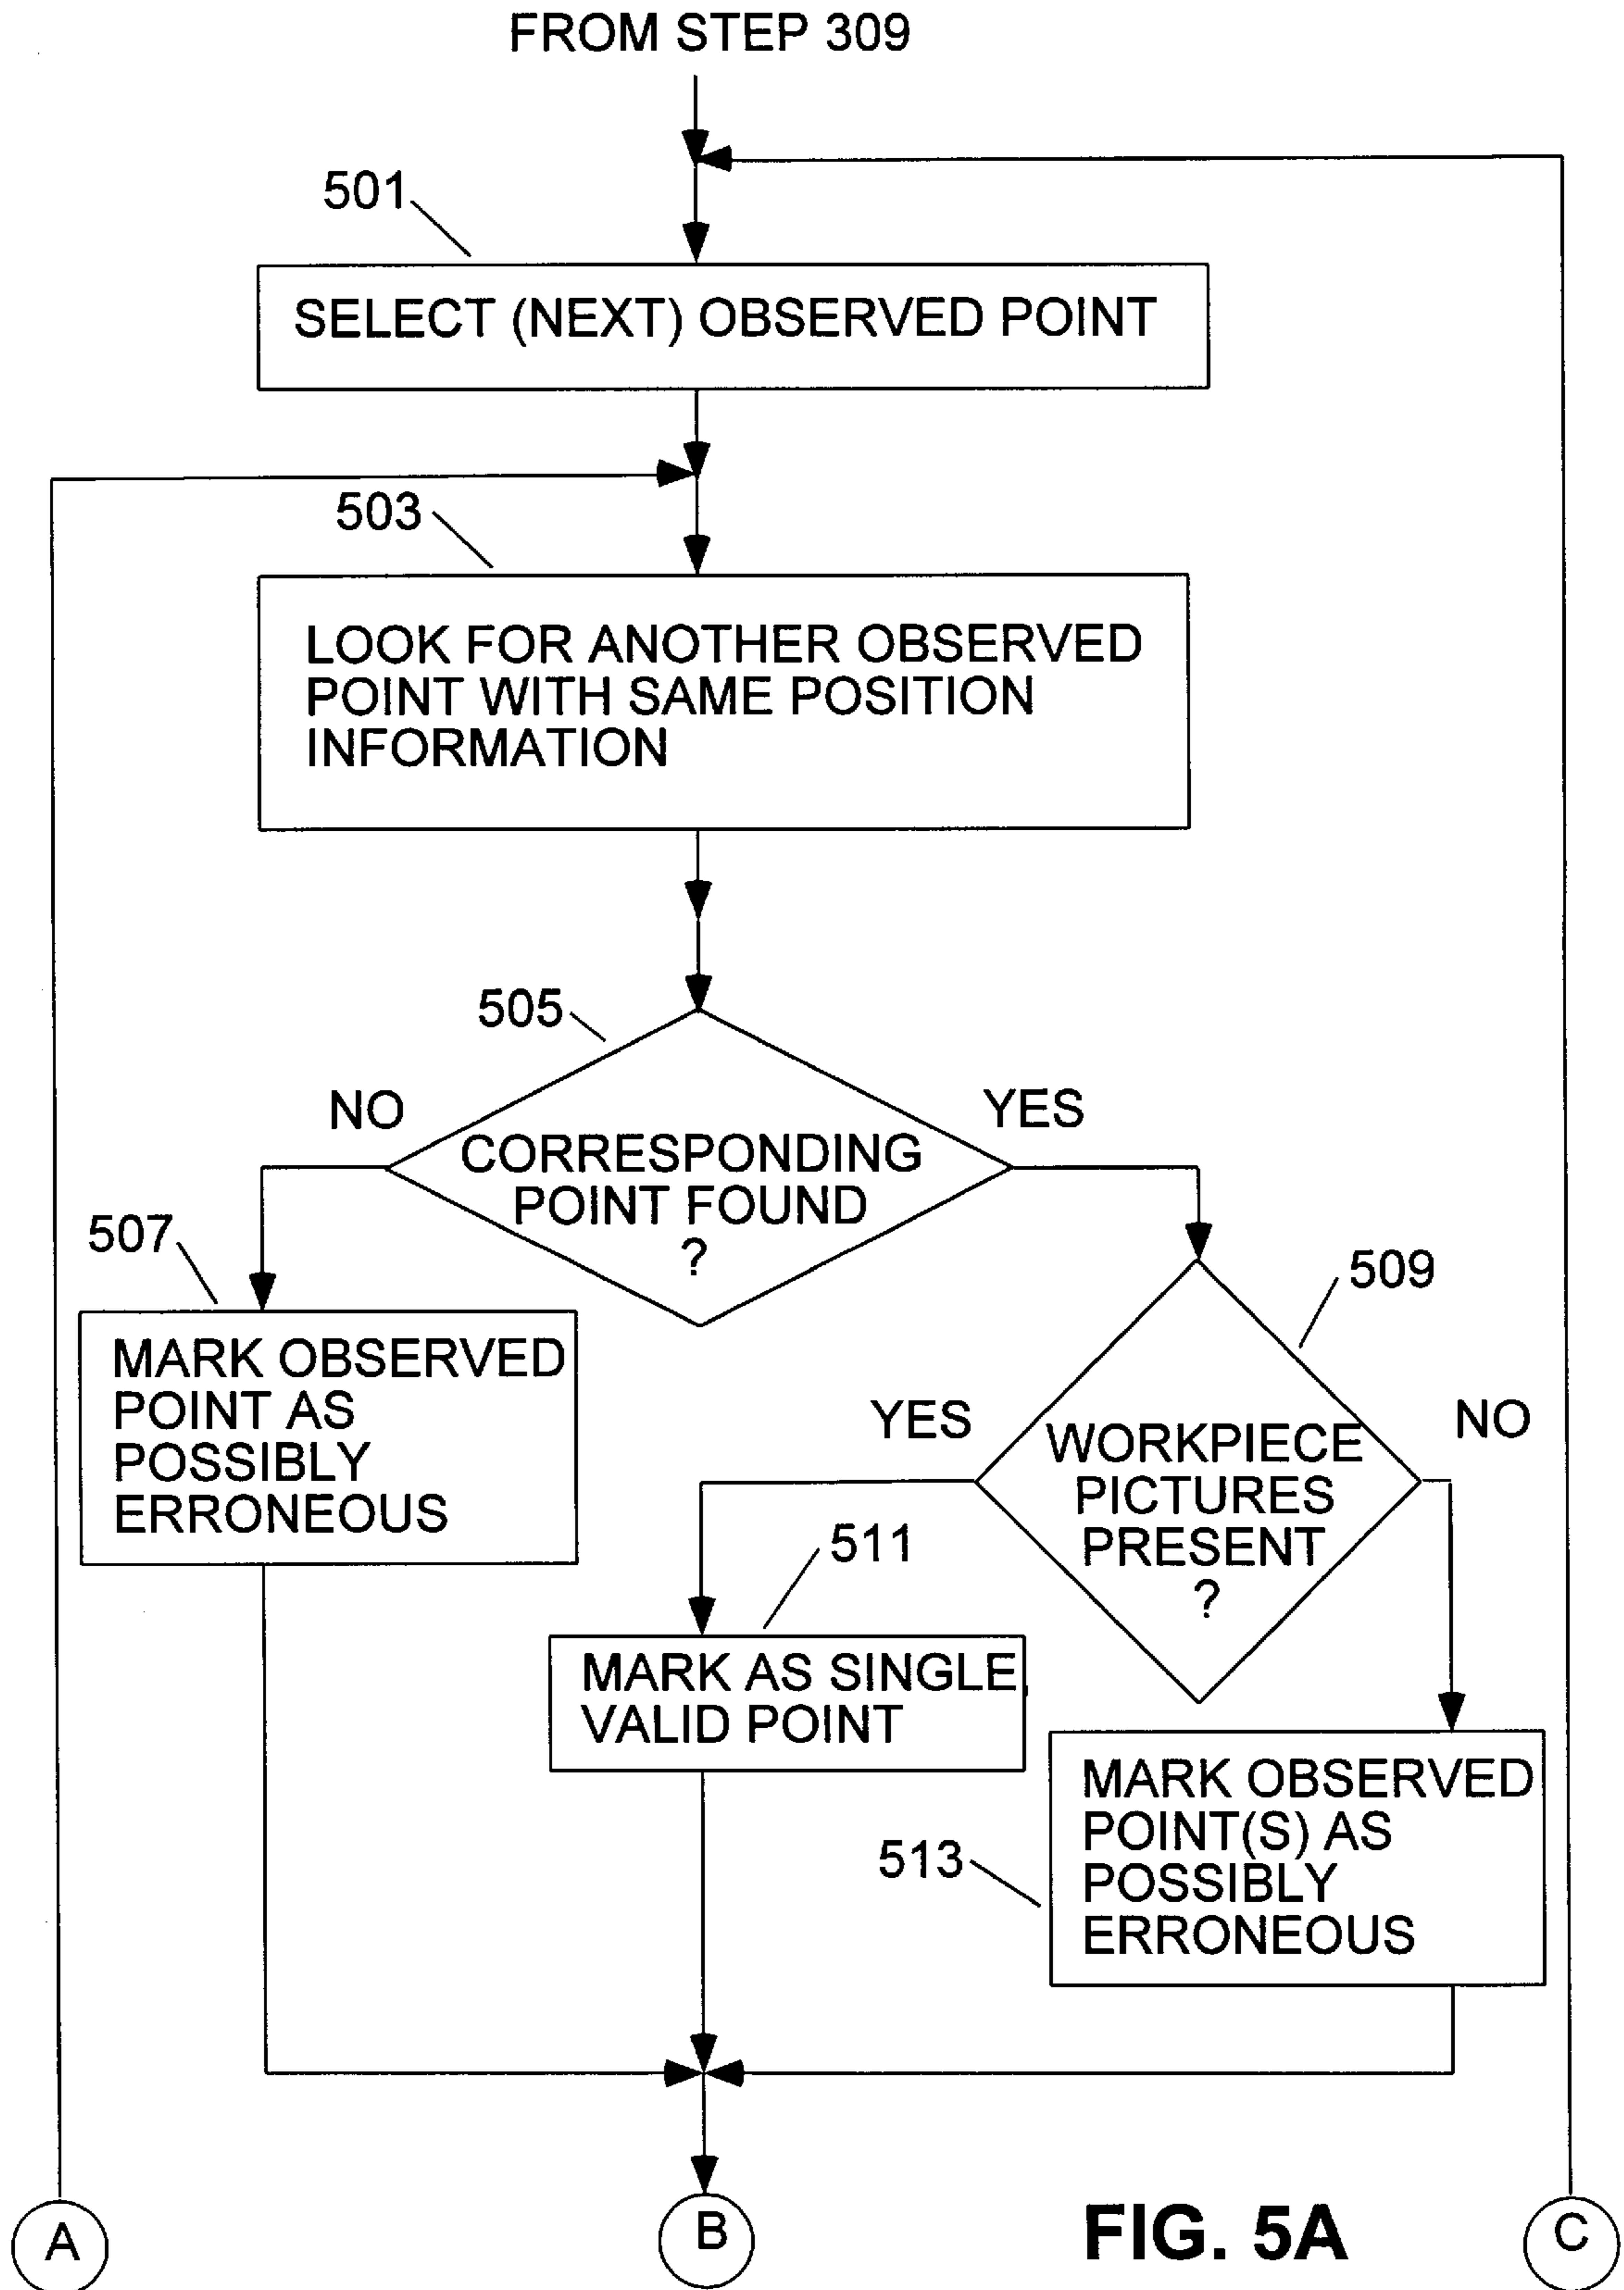 FROM STEP 309
501
SELECT (NEXT) OBSERVED POINT
503
LOOK FOR ANOTHER OBSERVED
POINT WITH SAME POSITION
INFORMATION
505
NO
YES
CORRESPONDING
POINT FOUND
?
507
MARK OBSERVED
POINT AS
POSSIBLY
ERRONEOUS
509
YES
NO
WORKPIECE
PICTURES
PRESENT
?
511
MARK AS SINGLE
VALID POINT
513
MARK OBSERVED
POINT(S) AS
POSSIBLY
ERRONEOUS
A
B
FIG. 5A
C